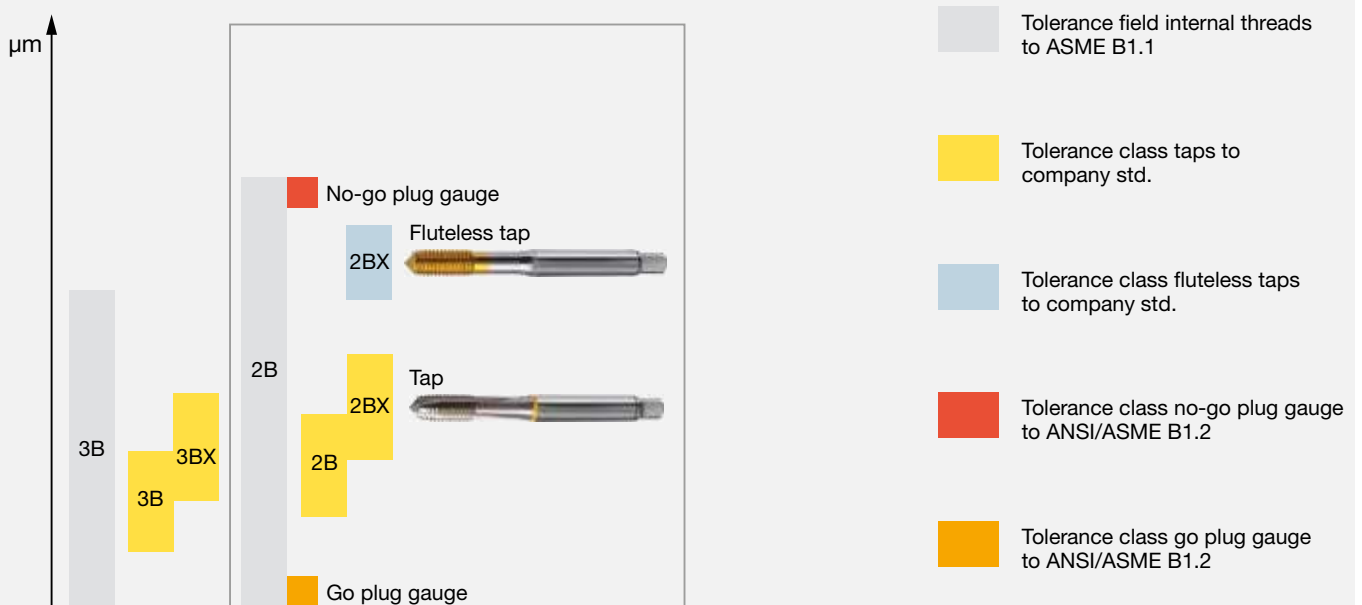 µm
No-go plug gauge
Fluteless tap
2BX
2B
Tap
2BX
2B
3B
3BX
3B
Go plug gauge
Tolerance field internal threads
to ASME B1.1
Tolerance class taps to
company std.
Tolerance class fluteless taps
to company std.
Tolerance class no-go plug gauge
to ANSI/ASME B1.2
Tolerance class go plug gauge
to ANSI/ASME B1.2